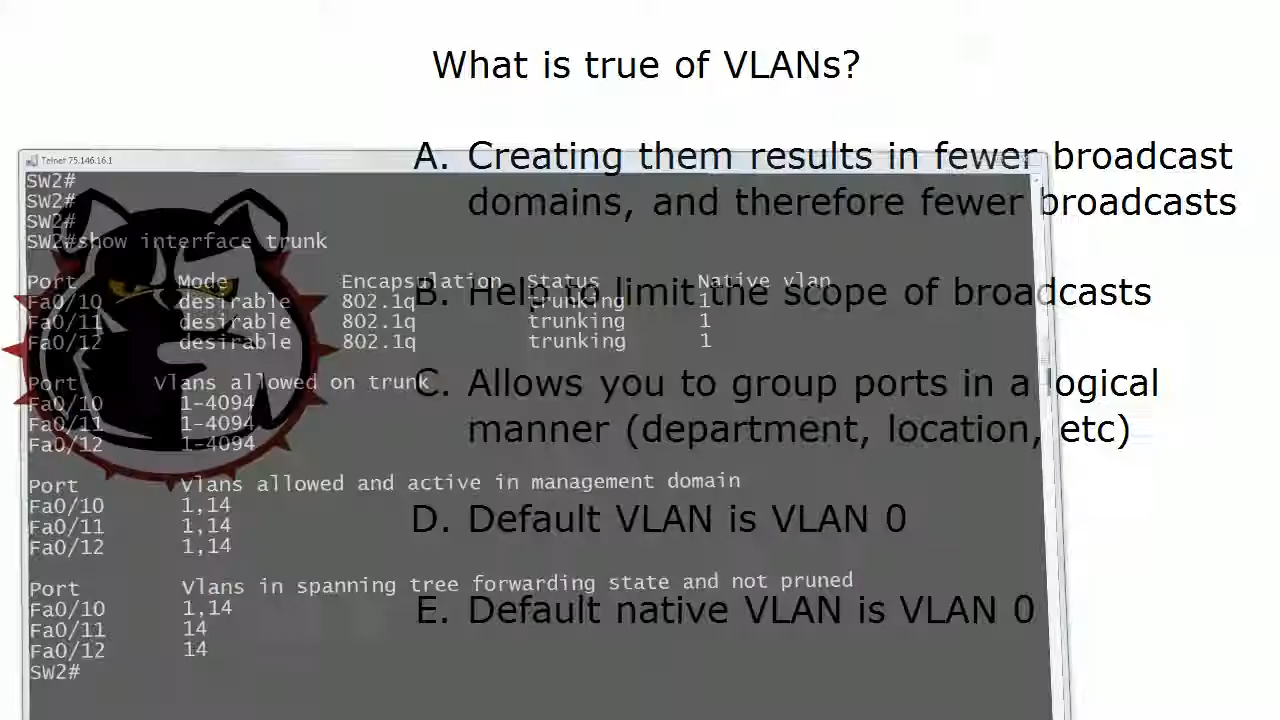 What is true of VLANs?
A. Creating them results in fewer broadcast
domains, and therefore fewer broadcasts
B. Help to limit the scope of broadcasts
C. Allows you to group ports in a logical
manner (department, location, etc)
D. Default VLAN is VLAN 0
E. Default native VLAN is VLAN 0
Telnet 75.146.16.1
SW2#
SW2#
SW2#
SW2#show interface trunk
Port Mode Encapsulation Status Native vlan
Fa0/10 desirable 802.1q trunking 1
Fa0/11 desirable 802.1q trunking 1
Fa0/12 desirable 802.1q trunking 1
Port Vlans allowed on trunk
Fa0/10 1-4094
Fa0/11 1-4094
Fa0/12 1-4094
Port Vlans allowed and active in management domain
Fa0/10 1,14
Fa0/11 1,14
Fa0/12 1,14
Port Vlans in spanning tree forwarding state and not pruned
Fa0/10 1,14
Fa0/11 14
Fa0/12 14
SW2#